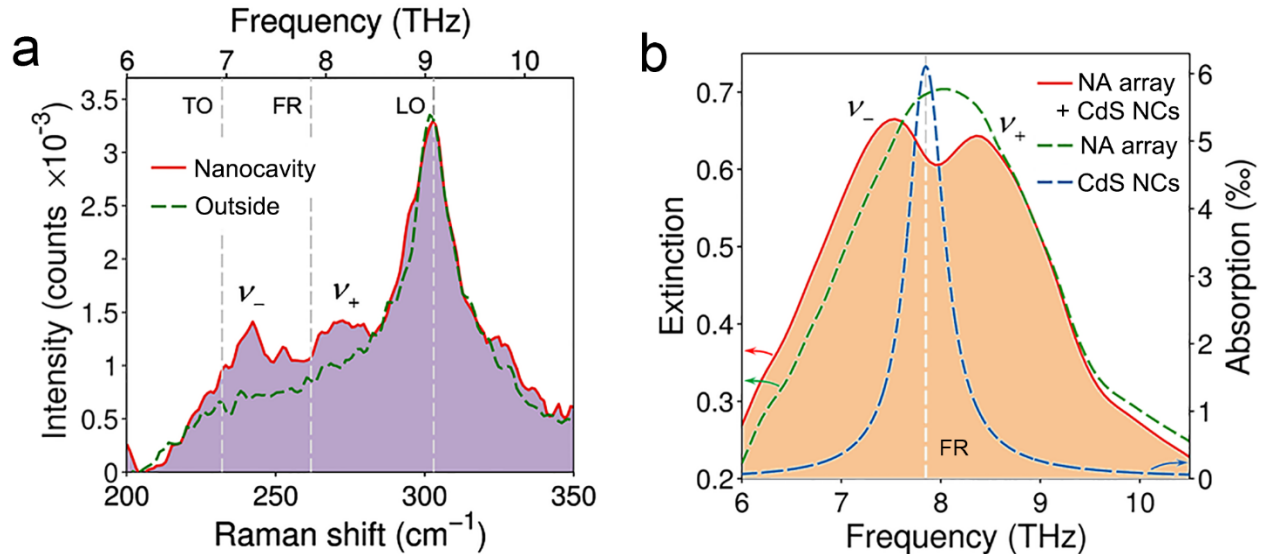 a
Frequency (THz)
6 7 8 9 10
Intensity (counts ×10⁻³)
3.5
3
2.5
2
1.5
1
0.5
0
TO FR LO
Nanocavity
Outside
ν₋ ν₊
200 250 300 350
Raman shift (cm⁻¹)
b
Extinction
0.7
0.6
0.5
0.4
0.3
0.2
ν₋ ν₊
NA array
+ CdS NCs
NA array
CdS NCs
FR
6
5
4
3
2
1
0
Absorption (‰)
6 7 8 9 10
Frequency (THz)